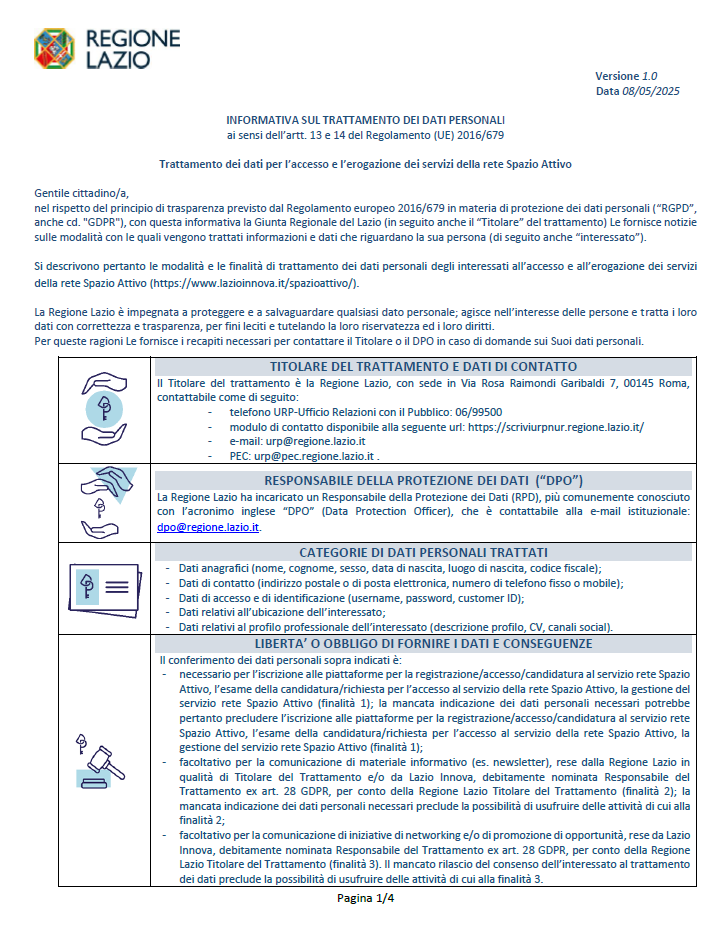 REGIONE
LAZIO
Versione 1.0
Data 08/05/2025
INFORMATIVA SUL TRATTAMENTO DEI DATI PERSONALI
ai sensi dell’artt. 13 e 14 del Regolamento (UE) 2016/679
Trattamento dei dati per l’accesso e l’erogazione dei servizi della rete Spazio Attivo
Gentile cittadino/a,
nel rispetto del principio di trasparenza previsto dal Regolamento europeo 2016/679 in materia di protezione dei dati personali (“RGPD”,
anche cd. "GDPR"), con questa informativa la Giunta Regionale del Lazio (in seguito anche il “Titolare” del trattamento) Le fornisce notizie
sulle modalità con le quali vengono trattati informazioni e dati che riguardano la sua persona (di seguito anche “interessato”).
Si descrivono pertanto le modalità e le finalità di trattamento dei dati personali degli interessati all’accesso e all’erogazione dei servizi
della rete Spazio Attivo (https://www.lazioinnova.it/spazioattivo/).
La Regione Lazio è impegnata a proteggere e a salvaguardare qualsiasi dato personale; agisce nell’interesse delle persone e tratta i loro
dati con correttezza e trasparenza, per fini leciti e tutelando la loro riservatezza ed i loro diritti.
Per queste ragioni Le fornisce i recapiti necessari per contattare il Titolare o il DPO in caso di domande sui Suoi dati personali.
TITOLARE DEL TRATTAMENTO E DATI DI CONTATTO
Il Titolare del trattamento è la Regione Lazio, con sede in Via Rosa Raimondi Garibaldi 7, 00145 Roma,
contattabile come di seguito:
- telefono URP-Ufficio Relazioni con il Pubblico: 06/99500
- modulo di contatto disponibile alla seguente url: https://scriviurpnur.regione.lazio.it/
- e-mail: urp@regione.lazio.it
- PEC: urp@pec.regione.lazio.it .
RESPONSABILE DELLA PROTEZIONE DEI DATI (“DPO”)
La Regione Lazio ha incaricato un Responsabile della Protezione dei Dati (RPD), più comunemente conosciuto
con l’acronimo inglese “DPO” (Data Protection Officer), che è contattabile alla e-mail istituzionale:
dpo@regione.lazio.it.
CATEGORIE DI DATI PERSONALI TRATTATI
- Dati anagrafici (nome, cognome, sesso, data di nascita, luogo di nascita, codice fiscale);
- Dati di contatto (indirizzo postale o di posta elettronica, numero di telefono fisso o mobile);
- Dati di accesso e di identificazione (username, password, customer ID);
- Dati relativi all’ubicazione dell’interessato;
- Dati relativi al profilo professionale dell’interessato (descrizione profilo, CV, canali social).
LIBERTA’ O OBBLIGO DI FORNIRE I DATI E CONSEGUENZE
Il conferimento dei dati personali sopra indicati è:
- necessario per l’iscrizione alle piattaforme per la registrazione/accesso/candidatura al servizio rete Spazio
Attivo, l’esame della candidatura/richiesta per l’accesso al servizio della rete Spazio Attivo, la gestione del
servizio rete Spazio Attivo (finalità 1); la mancata indicazione dei dati personali necessari potrebbe
pertanto precludere l’iscrizione alle piattaforme per la registrazione/accesso/candidatura al servizio rete
Spazio Attivo, l’esame della candidatura/richiesta per l’accesso al servizio della rete Spazio Attivo, la
gestione del servizio rete Spazio Attivo (finalità 1);
- facoltativo per la comunicazione di materiale informativo (es. newsletter), rese dalla Regione Lazio in
qualità di Titolare del Trattamento e/o da Lazio Innova, debitamente nominata Responsabile del
Trattamento ex art. 28 GDPR, per conto della Regione Lazio Titolare del Trattamento (finalità 2); la
mancata indicazione dei dati personali necessari preclude la possibilità di usufruire delle attività di cui alla
finalità 2;
- facoltativo per la comunicazione di iniziative di networking e/o di promozione di opportunità, rese da Lazio
Innova, debitamente nominata Responsabile del Trattamento ex art. 28 GDPR, per conto della Regione
Lazio Titolare del Trattamento (finalità 3). Il mancato rilascio del consenso dell’interessato al trattamento
dei dati preclude la possibilità di usufruire delle attività di cui alla finalità 3.
Pagina 1/4